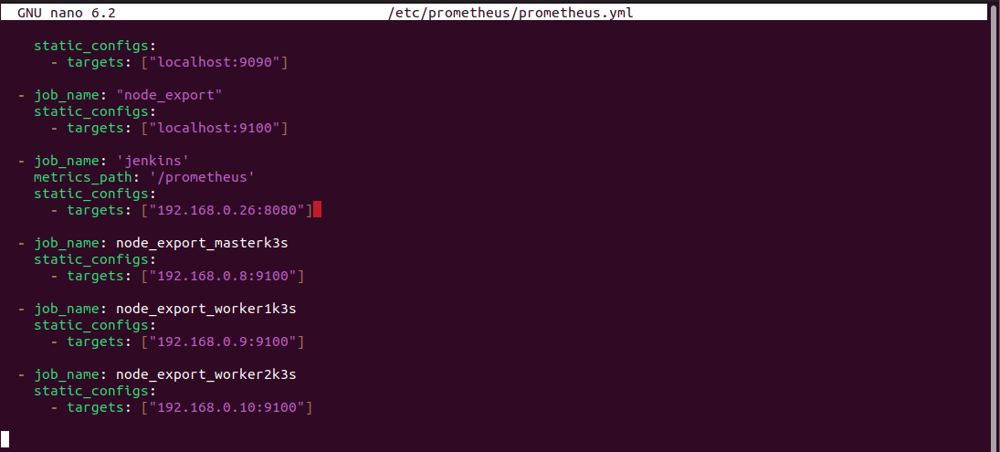 GNU nano 6.2 /etc/prometheus/prometheus.yml
static_configs:
- targets: ["localhost:9090"]
- job_name: "node_export"
static_configs:
- targets: ["localhost:9100"]
- job_name: 'jenkins'
metrics_path: '/prometheus'
static_configs:
- targets: ["192.168.0.26:8080"]
- job_name: node_export_masterk3s
static_configs:
- targets: ["192.168.0.8:9100"]
- job_name: node_export_worker1k3s
static_configs:
- targets: ["192.168.0.9:9100"]
- job_name: node_export_worker2k3s
static_configs:
- targets: ["192.168.0.10:9100"]